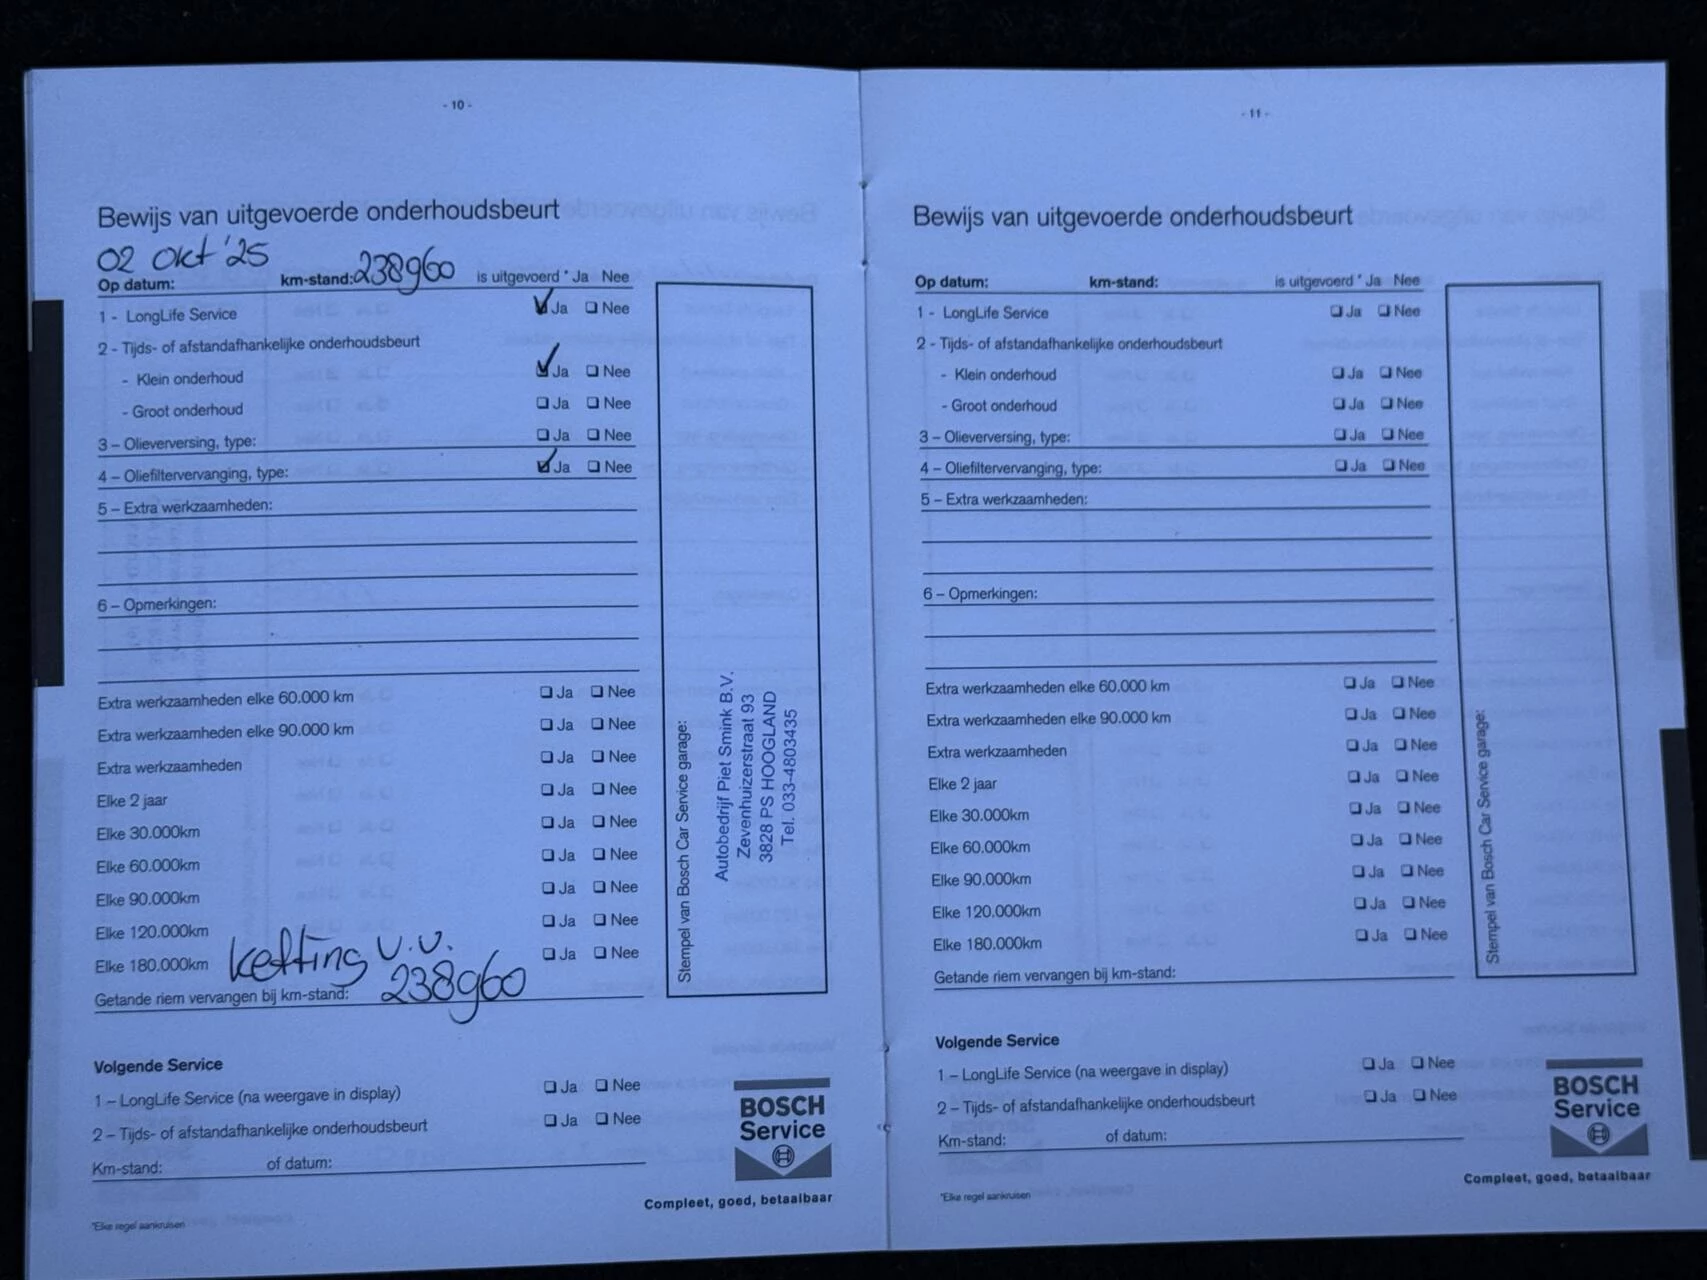 - 10 -
Bewijs van uitgevoerde onderhoudsbeurt
02 Okt '25
Op datum: km-stand: 238960 is uitgevoerd * Ja Nee
1 - LongLife Service Ja Nee
2 - Tijds- of afstandafhankelijke onderhoudsbeurt
- Klein onderhoud Ja Nee
- Groot onderhoud Ja Nee
3 – Olieverversing, type: Ja Nee
4 – Oliefiltervervanging, type: Ja Nee
5 – Extra werkzaamheden:
6 – Opmerkingen:
Extra werkzaamheden elke 60.000 km Ja Nee
Extra werkzaamheden elke 90.000 km Ja Nee
Extra werkzaamheden Ja Nee
Elke 2 jaar Ja Nee
Elke 30.000km Ja Nee
Elke 60.000km Ja Nee
Elke 90.000km Ja Nee
Elke 120.000km Ja Nee
Elke 180.000km Ja Nee
ketting v.v.
Getande riem vervangen bij km-stand: 238960
Stempel van Bosch Car Service garage:
Autobedrijf Piet Smink B.V.
Zevenhuizerstraat 93
3828 PS HOOGLAND
Tel. 033-4803435
Volgende Service
1 – LongLife Service (na weergave in display) Ja Nee
2 – Tijds- of afstandafhankelijke onderhoudsbeurt Ja Nee
Km-stand: of datum:
BOSCH
Service
Compleet, goed, betaalbaar
*Elke regel aankruisen
- 11 -
Bewijs van uitgevoerde onderhoudsbeurt
Op datum: km-stand: is uitgevoerd * Ja Nee
1 - LongLife Service Ja Nee
2 - Tijds- of afstandafhankelijke onderhoudsbeurt
- Klein onderhoud Ja Nee
- Groot onderhoud Ja Nee
3 – Olieverversing, type: Ja Nee
4 – Oliefiltervervanging, type: Ja Nee
5 – Extra werkzaamheden:
6 – Opmerkingen:
Extra werkzaamheden elke 60.000 km Ja Nee
Extra werkzaamheden elke 90.000 km Ja Nee
Extra werkzaamheden Ja Nee
Elke 2 jaar Ja Nee
Elke 30.000km Ja Nee
Elke 60.000km Ja Nee
Elke 90.000km Ja Nee
Elke 120.000km Ja Nee
Elke 180.000km Ja Nee
Getande riem vervangen bij km-stand:
Stempel van Bosch Car Service garage:
Volgende Service
1 – LongLife Service (na weergave in display) Ja Nee
2 – Tijds- of afstandafhankelijke onderhoudsbeurt Ja Nee
Km-stand: of datum:
BOSCH
Service
Compleet, goed, betaalbaar
*Elke regel aankruisen